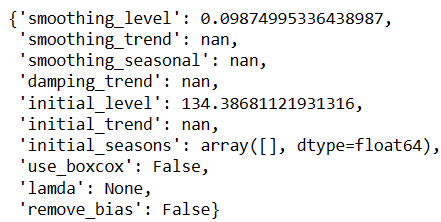 {'smoothing_level': 0.09874995336438987,
'smoothing_trend': nan,
'smoothing_seasonal': nan,
'damping_trend': nan,
'initial_level': 134.38681121931316,
'initial_trend': nan,
'initial_seasons': array([], dtype=float64),
'use_boxcox': False,
'lamda': None,
'remove_bias': False}